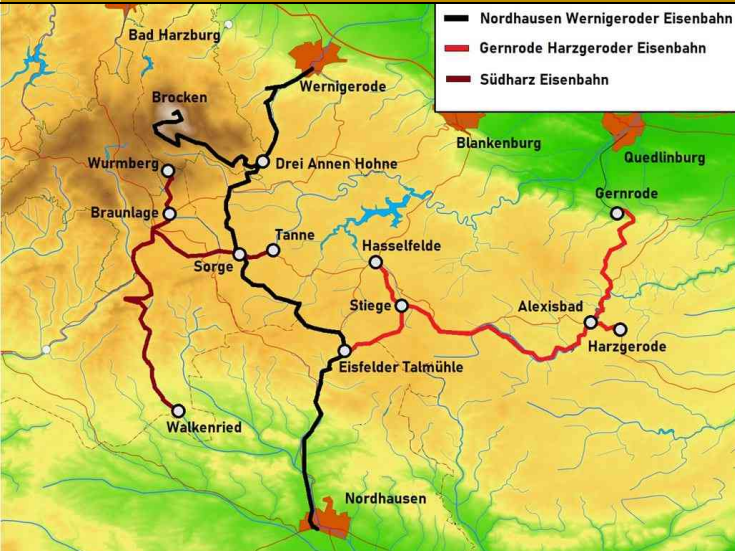 Nordhausen Wernigeroder Eisenbahn
Gernrode Harzgeroder Eisenbahn
Südharz Eisenbahn
Bad Harzburg
Wernigerode
Brocken
Blankenburg
Quedlinburg
Wurmberg
Drei Annen Hohne
Gernrode
Braunlage
Tanne
Hasselfelde
Sorge
Stiege
Alexisbad
Harzgerode
Eisfelder Talmühle
Walkenried
Nordhausen